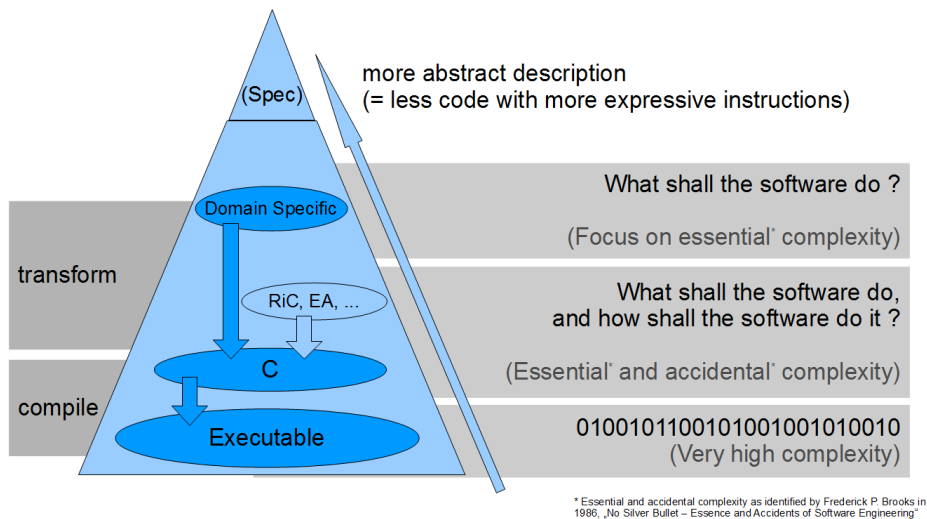 (Spec)
more abstract description
(= less code with more expressive instructions)
What shall the software do ?
Domain Specific
(Focus on essential* complexity)
transform
RiC, EA, ...
What shall the software do,
and how shall the software do it ?
C
(Essential* and accidental* complexity)
compile
Executable
010010110010100100101001​0
(Very high complexity)
* Essential and accidental complexity as identified by Frederick P. Brooks in
1986, „No Silver Bullet – Essence and Accidents of Software Engineering“